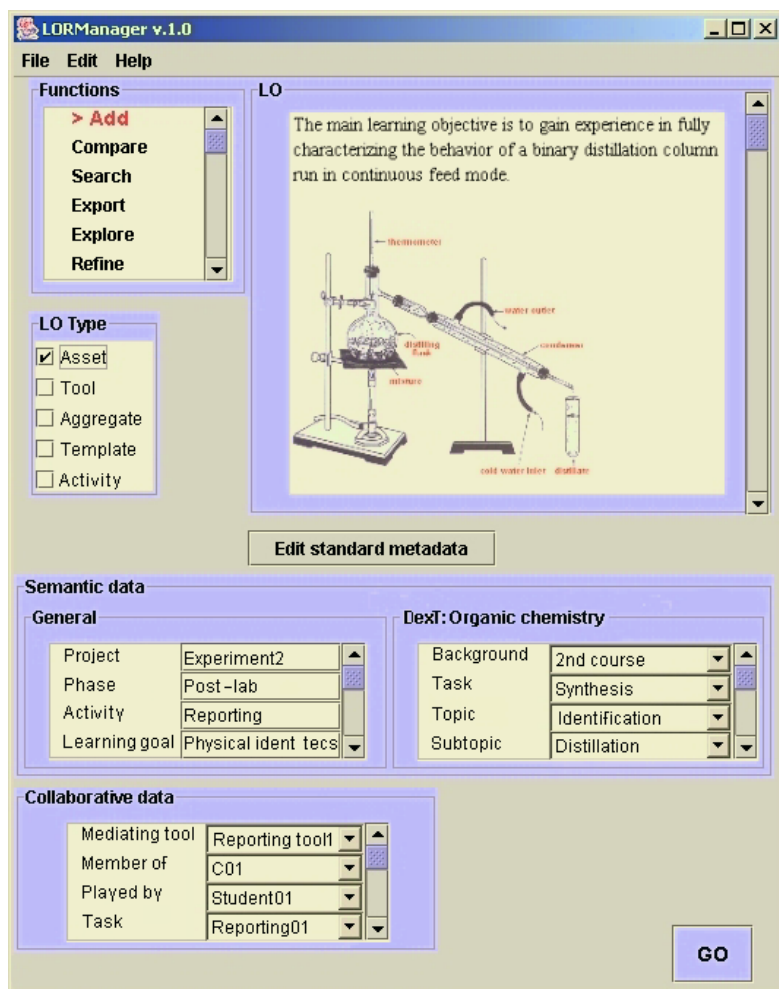 LORManager v.1.0
File Edit Help
Functions
> Add
Compare
Search
Export
Explore
Refine
LO Type
Asset
Tool
Aggregate
Template
Activity
LO
The main learning objective is to gain experience in fully
characterizing the behavior of a binary distillation column
run in continuous feed mode.
thermometer
water outlet
distilling
flask
condenser
mixture
cold water inlet distillate
Edit standard metadata
Semantic data
General
Project Experiment2
Phase Post-lab
Activity Reporting
Learning goal Physical ident tecs
DexT: Organic chemistry
Background 2nd course
Task Synthesis
Topic Identification
Subtopic Distillation
Collaborative data
Mediating tool Reporting tool1
Member of C01
Played by Student01
Task Reporting01
GO